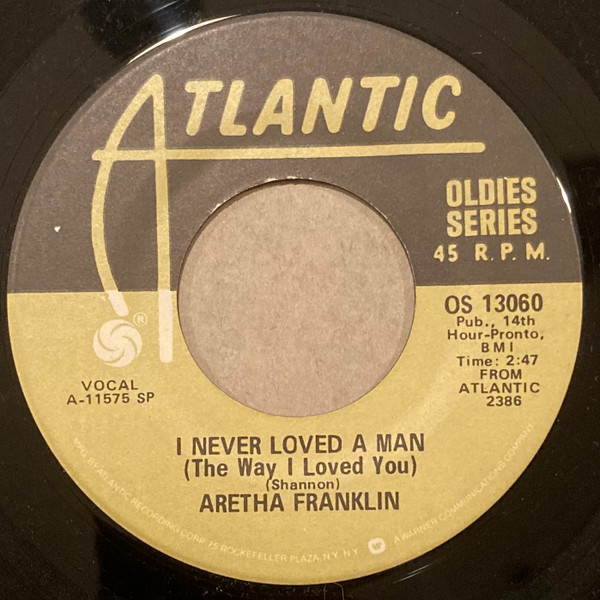 ATLANTIC
OLDIES
SERIES
45 R.P.M.
OS 13060
Pub., 14th
Hour-Pronto,
BMI
Time: 2:47
FROM
ATLANTIC
2386
®
VOCAL
A-11575 SP
I NEVER LOVED A MAN
(The Way I Loved You)
(Shannon)
ARETHA FRANKLIN
MFG. BY ATLANTIC RECORDING CORP. 75 ROCKEFELLER PLAZA, N.Y. N.Y. A WARNER COMMUNICATIONS COMPANY